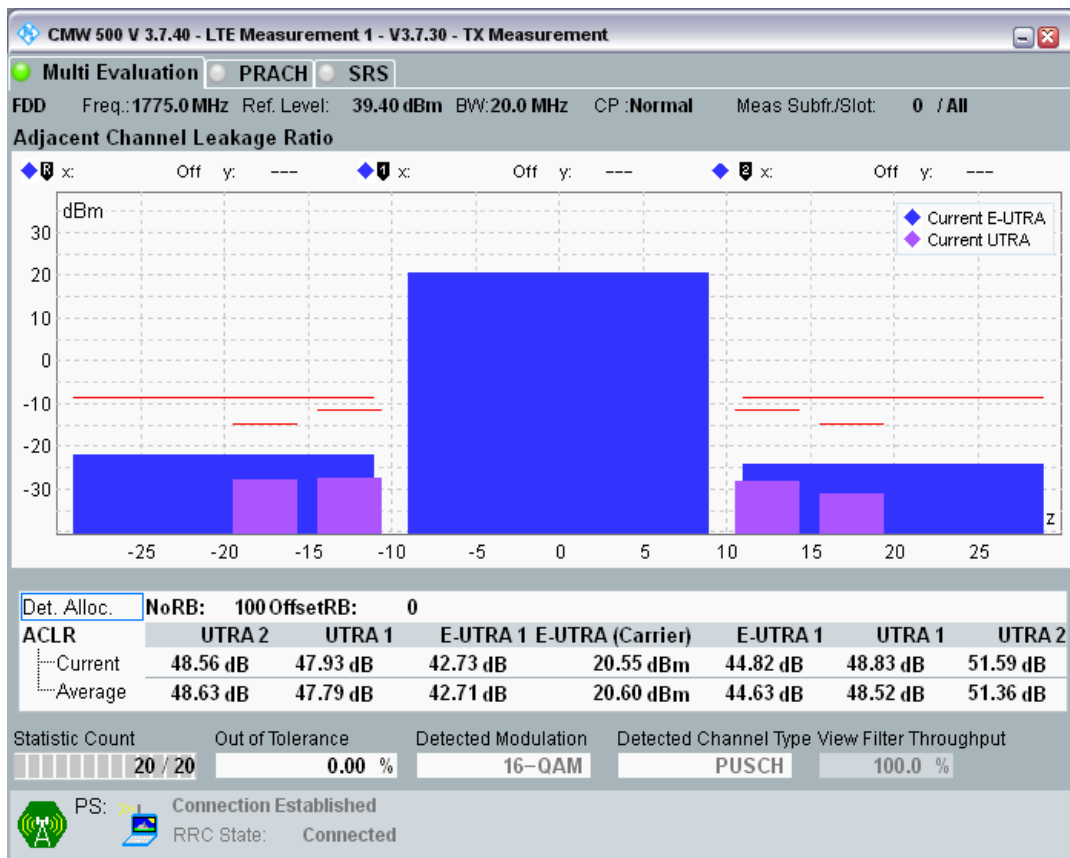 CMW 500 V 3.7.40 - LTE Measurement 1 - V3.7.30 - TX Measurement
Multi Evaluation PRACH SRS
FDD Freq.: 1775.0 MHz Ref. Level: 39.40 dBm BW: 20.0 MHz CP : Normal Meas Subfr./Slot: 0 / All
Adjacent Channel Leakage Ratio
R x: Off y: --- 1 x: Off y: --- 2 x: Off y: ---
dBm
Current E-UTRA
Current UTRA
30
20
10
0
-10
-20
-30
z
-25 -20 -15 -10 -5 0 5 10 15 20 25
Det. Alloc. NoRB: 100 OffsetRB: 0
ACLR UTRA 2 UTRA 1 E-UTRA 1 E-UTRA (Carrier) E-UTRA 1 UTRA 1 UTRA 2
Current 48.56 dB 47.93 dB 42.73 dB 20.55 dBm 44.82 dB 48.83 dB 51.59 dB
Average 48.63 dB 47.79 dB 42.71 dB 20.60 dBm 44.63 dB 48.52 dB 51.36 dB
Statistic Count Out of Tolerance Detected Modulation Detected Channel Type View Filter Throughput
20 / 20 0.00 % 16-QAM PUSCH 100.0 %
PS: Connection Established
RRC State: Connected